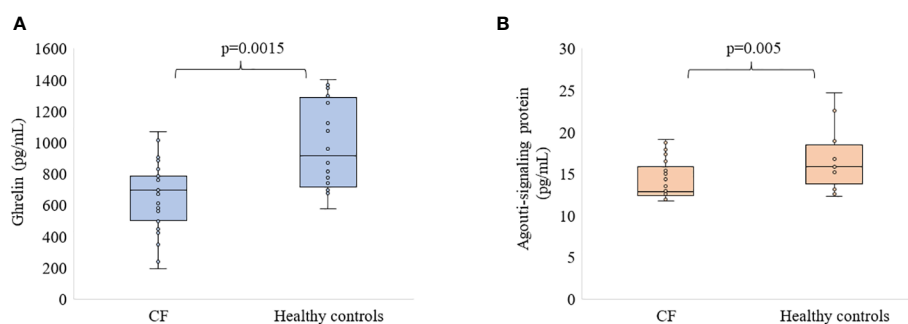 A
B
p=0.0015
p=0.005
Ghrelin (pg/mL)
1600
1400
1200
1000
800
600
400
200
0
CF
Healthy controls
Agouti-signaling protein
(pg/mL)
30
25
20
15
10
5
0
CF
Healthy controls